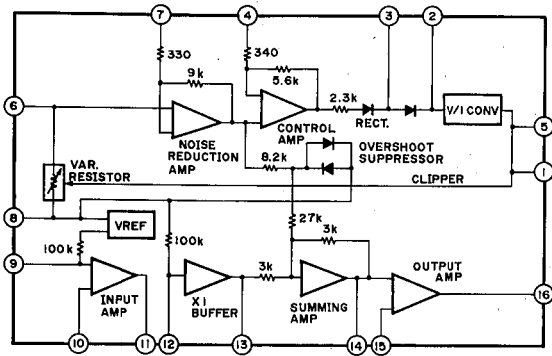 7
4
3
2
330
340
9k
5.6k
2.3k
6
V/I CONV
RECT.
5
NOISE
REDUCTION
AMP
CONTROL
AMP
OVERSHOOT
SUPPRESSOR
8.2k
1
VAR.
RESISTOR
CLIPPER
8
VREF
27k
100k
100k
3k
9
3k
INPUT
AMP
X1
BUFFER
SUMMING
AMP
OUTPUT
AMP
16
10
11
12
13
14
15